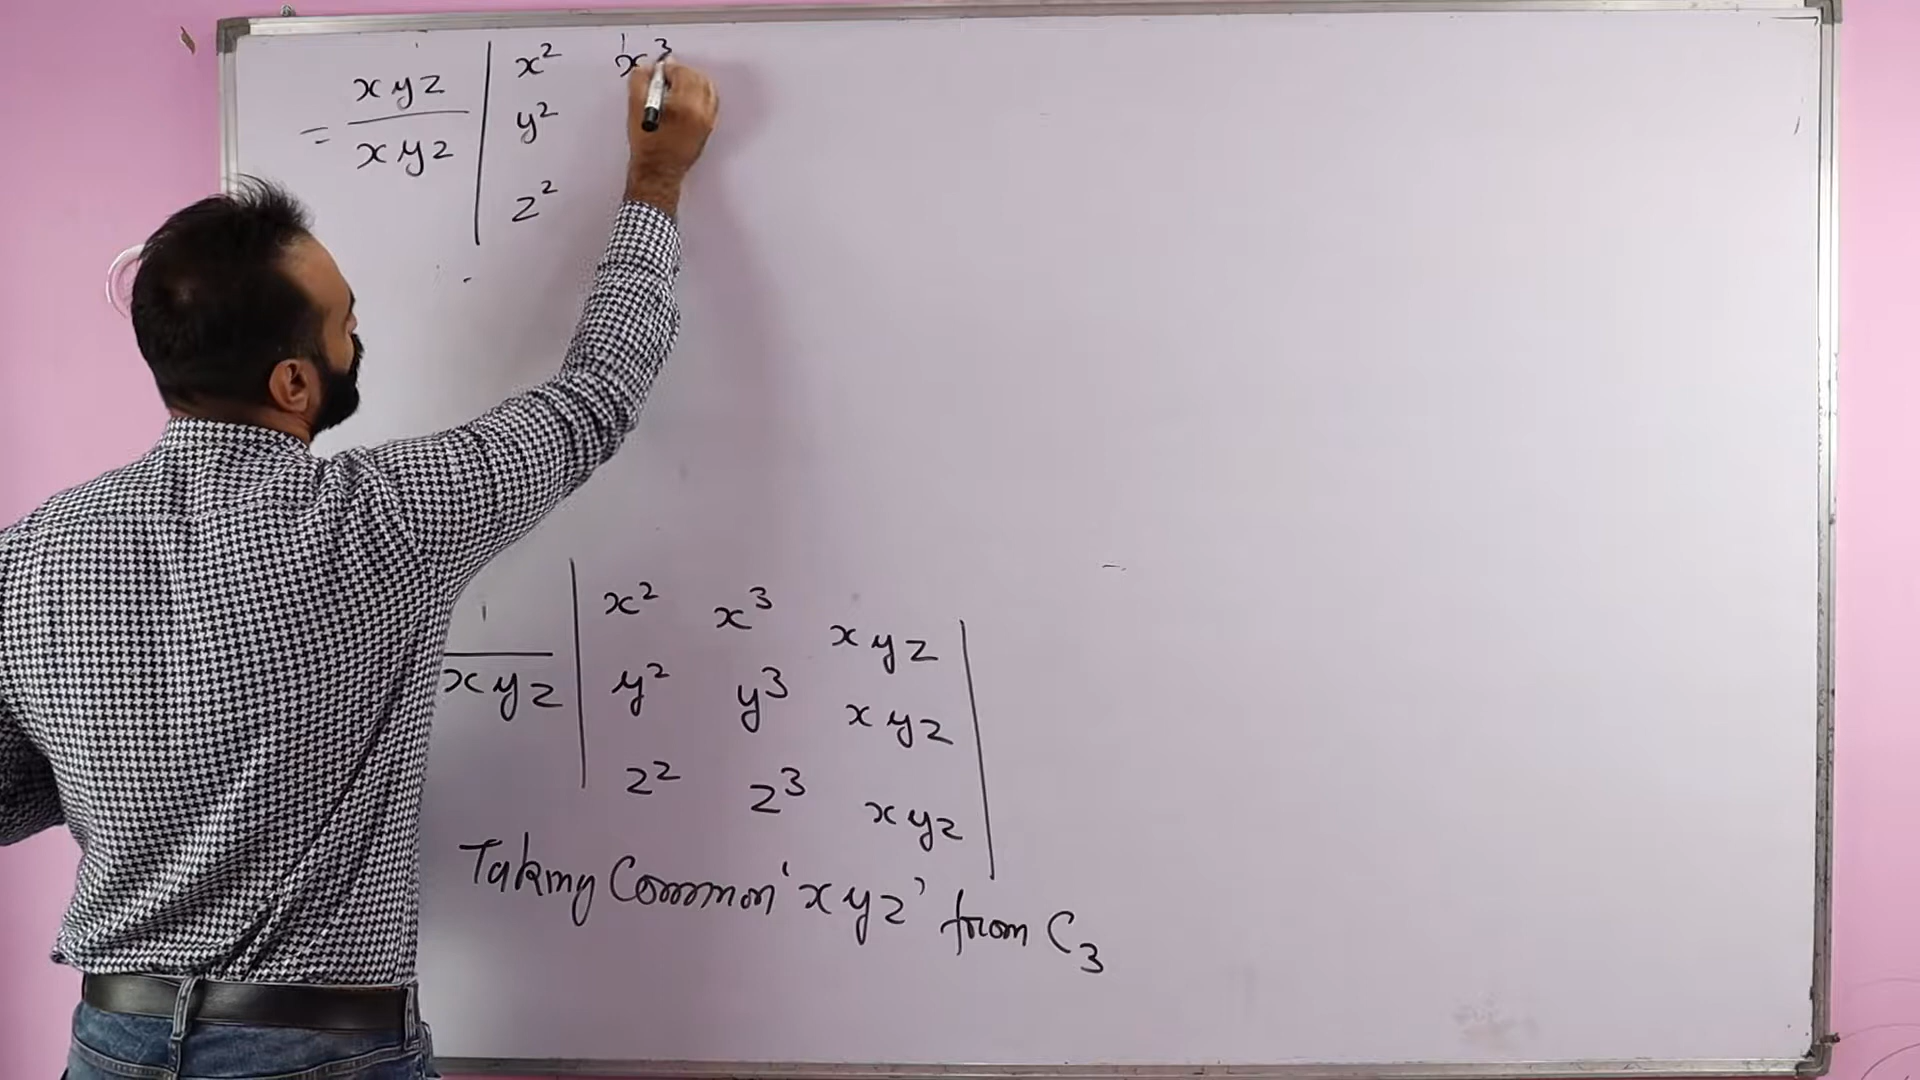 = xyz/xyz | x² x³
y²
z²
1/xyz | x² x³ xyz |
y² y³ xyz
z² z³ xyz
Taking Common 'xyz' from C₃